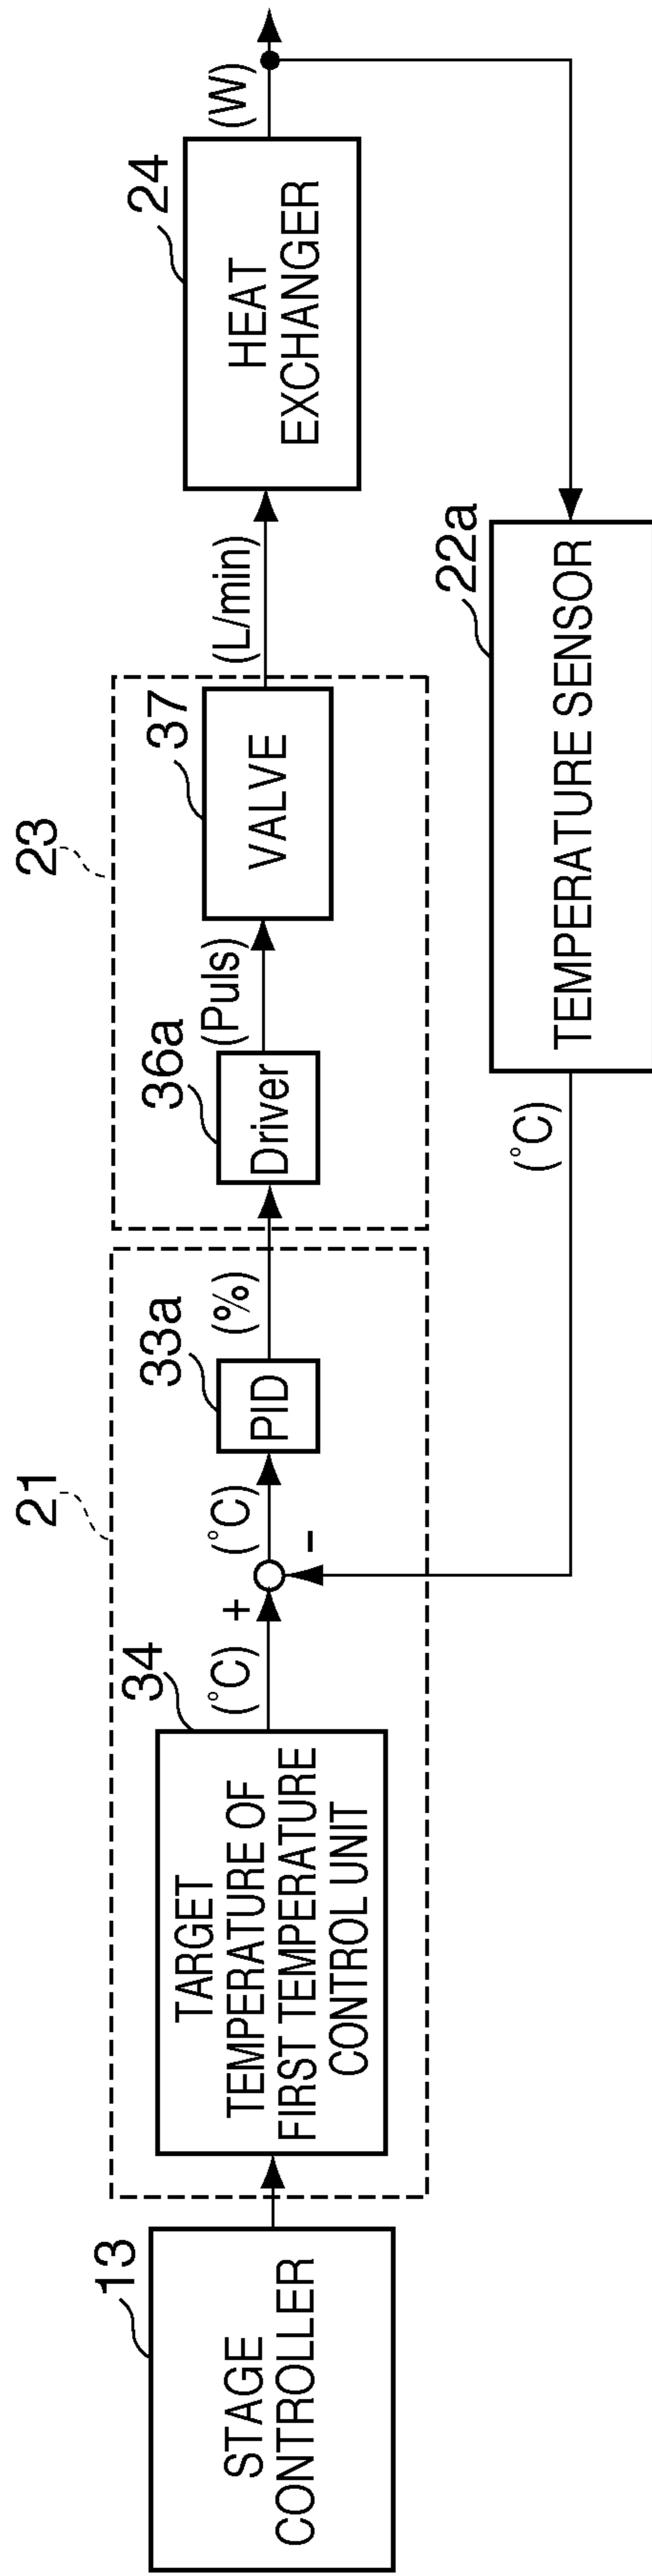 13
STAGE
CONTROLLER
21
34
TARGET
TEMPERATURE OF
FIRST TEMPERATURE
CONTROL UNIT
(°C)
+
-
(°C)
33a
PID
(%)
23
36a
Driver
(Puls)
37
VALVE
(L/min)
24
HEAT
EXCHANGER
(W)
22a
TEMPERATURE SENSOR
(°C)